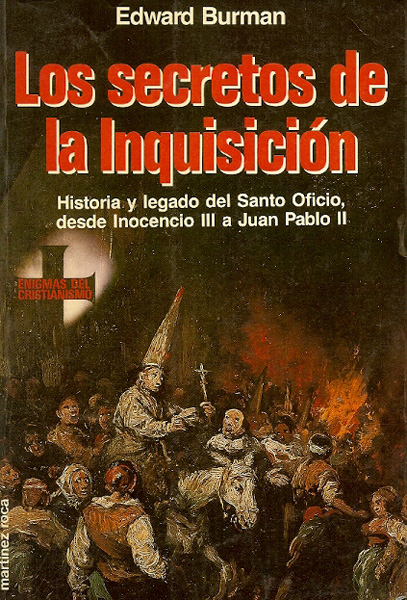 Edward Burman
Los secretos de
la Inquisición
Historia y legado del Santo Oficio,
desde Inocencio III a Juan Pablo II
ENIGMAS DEL
CRISTIANISMO
martínez roca